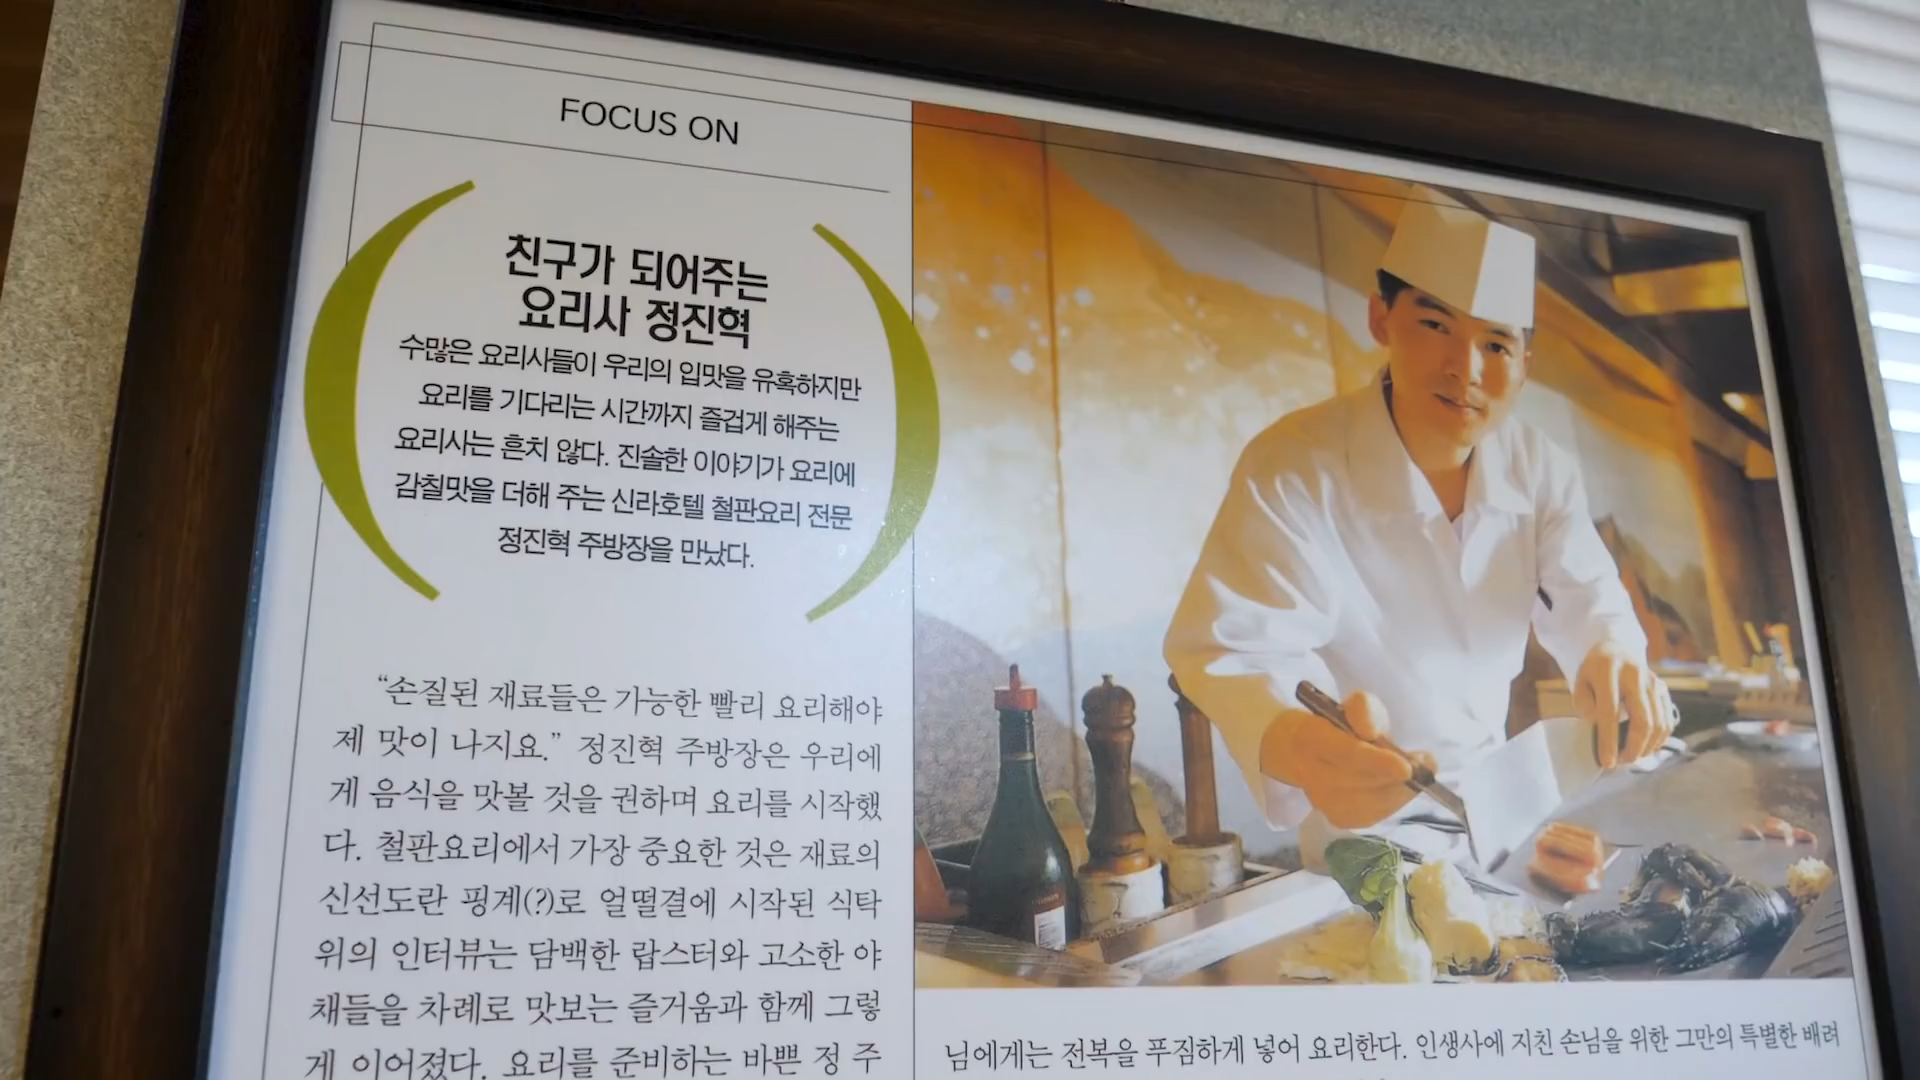 FOCUS ON
친구가 되어주는
요리사 정진혁
수많은 요리사들이 우리의 입맛을 유혹하지만
요리를 기다리는 시간까지 즐겁게 해주는
요리사는 흔치 않다. 진솔한 이야기가 요리에
감칠맛을 더해 주는 신라호텔 철판요리 전문
정진혁 주방장을 만났다.
“손질된 재료들은 가능한 빨리 요리해야
제 맛이 나지요.” 정진혁 주방장은 우리에
게 음식을 맛볼 것을 권하며 요리를 시작했
다. 철판요리에서 가장 중요한 것은 재료의
신선도란 핑계(?)로 얼떨결에 시작된 식탁
위의 인터뷰는 담백한 랍스터와 고소한 야
채들을 차례로 맛보는 즐거움과 함께 그렇
게 이어졌다. 요리를 준비하는 바쁜 정 주
님에게는 전복을 푸짐하게 넣어 요리한다. 인생사에 지친 손님을 위한 그만의 특별한 배려